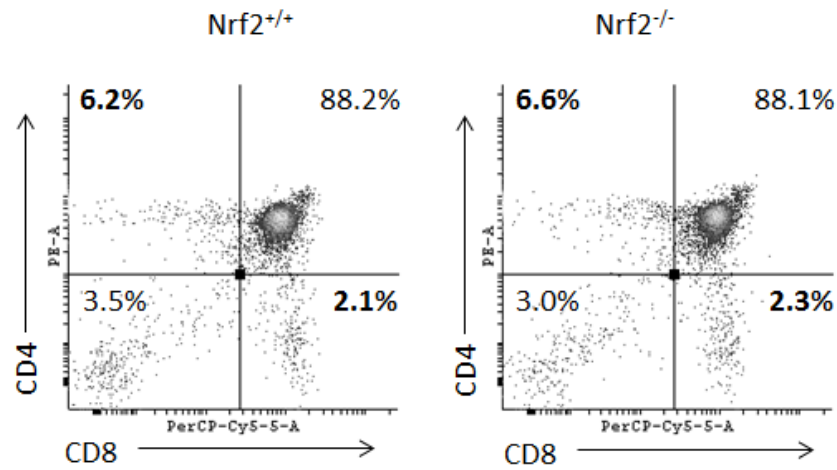 Nrf2+/+
Nrf2-/-
6.2%
88.2%
3.5%
2.1%
CD4
PE-A
PerCP-Cy5-5-A
CD8
6.6%
88.1%
3.0%
2.3%
CD4
PE-A
PerCP-Cy5-5-A
CD8